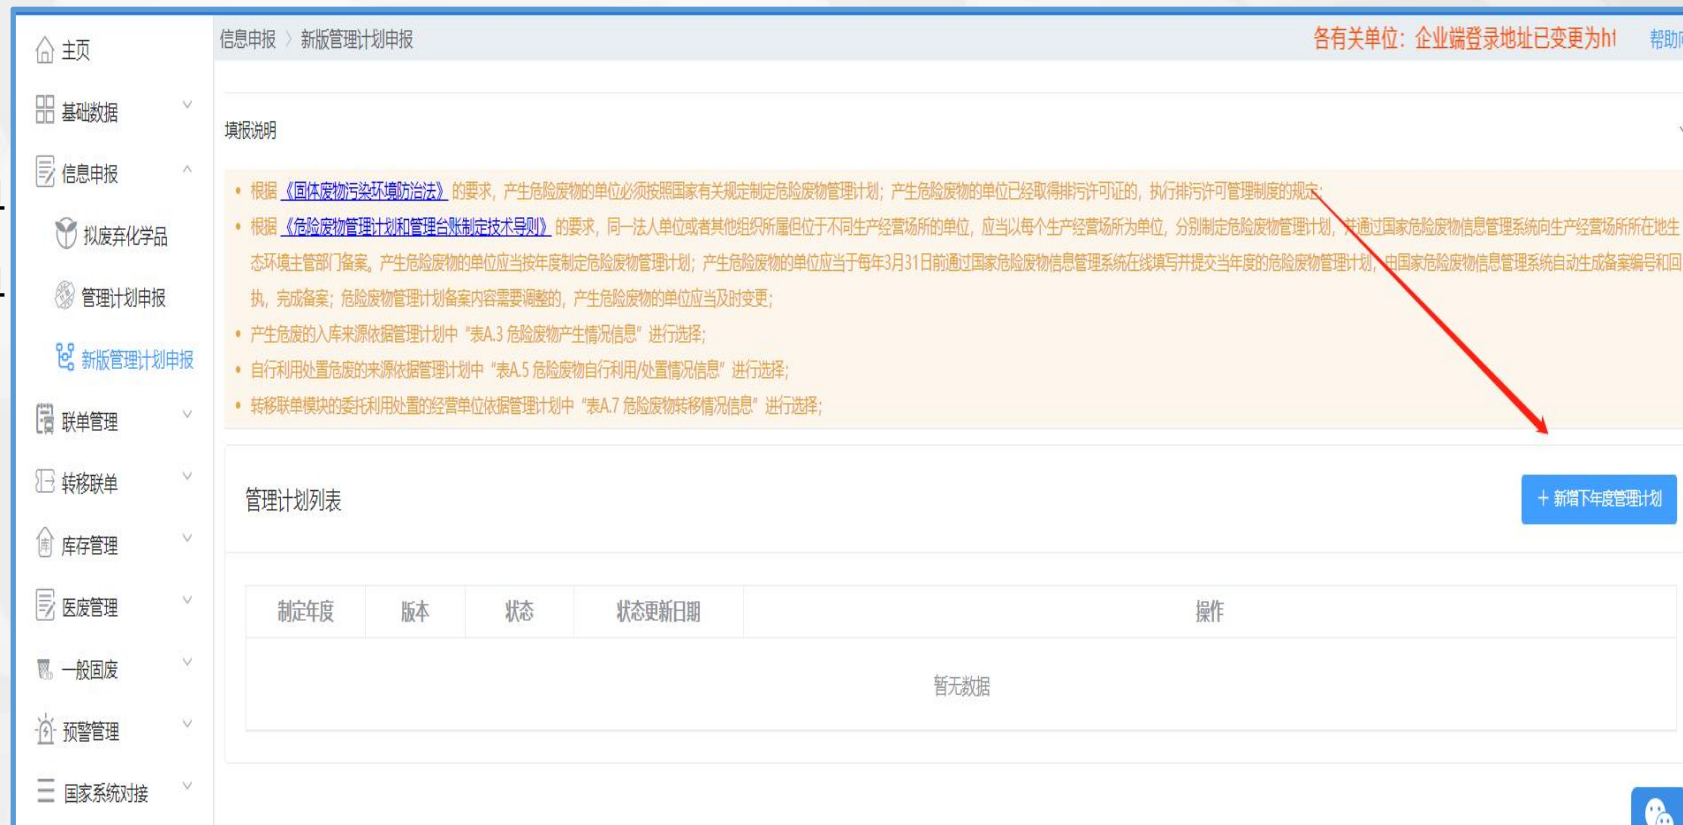 主页
信息申报 〉 新版管理计划申报
各有关单位：企业端登录地址已变更为ht
帮助
基础数据
填报说明
信息申报
• 根据 《固体废物污染环境防治法》 的要求，产生危险废物的单位必须按照国家有关规定制定危险废物管理计划；产生危险废物的单位已经取得排污许可证的，执行排污许可管理制度的规定；
拟废弃化学品
• 根据 《危险废物管理计划和管理台账制定技术导则》 的要求，同一法人单位或者其他组织所属但位于不同生产经营场所的单位，应当以每个生产经营场所为单位，分别制定危险废物管理计划，并通过国家危险废物信息管理系统向生产经营场所所在地生
态环境主管部门备案。产生危险废物的单位应当按年度制定危险废物管理计划；产生危险废物的单位应当于每年3月31日前通过国家危险废物信息管理系统在线填写并提交当年度的危险废物管理计划，由国家危险废物信息管理系统自动生成备案编号和回
管理计划申报
执，完成备案；危险废物管理计划备案内容需要调整的，产生危险废物的单位应当及时变更；
• 产生危废的入库来源依据管理计划中“表A.3 危险废物产生情况信息”进行选择；
新版管理计划申报
• 自行利用处置危废的来源依据管理计划中“表A.5 危险废物自行利用/处置情况信息”进行选择；
• 转移联单模块的委托利用处置的经营单位依据管理计划中“表A.7 危险废物转移情况信息”进行选择；
联单管理
转移联单
管理计划列表
+ 新增下年度管理计划
库存管理
医废管理
制定年度 版本 状态 状态更新日期 操作
一般固废
暂无数据
预警管理
国家系统对接